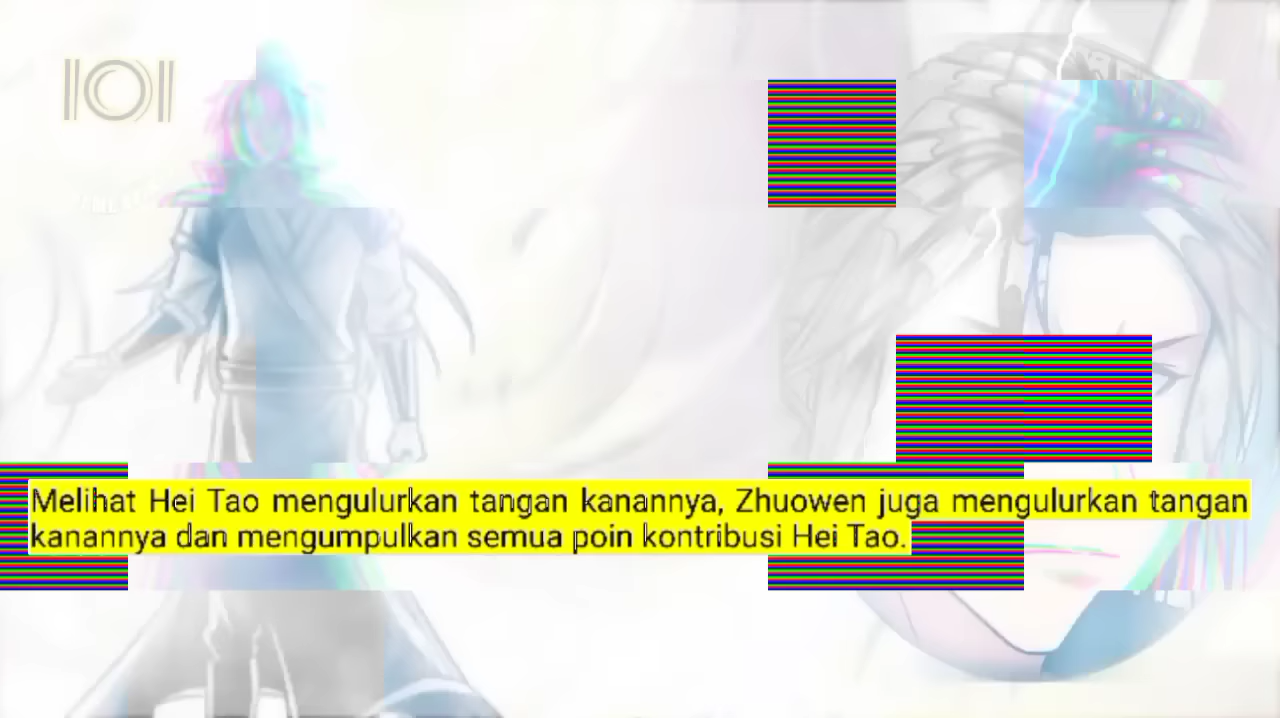 Melihat Hei Tao mengulurkan tangan kanannya, Zhuowen juga mengulurkan tangan
kanannya dan mengumpulkan semua poin kontribusi Hei Tao.